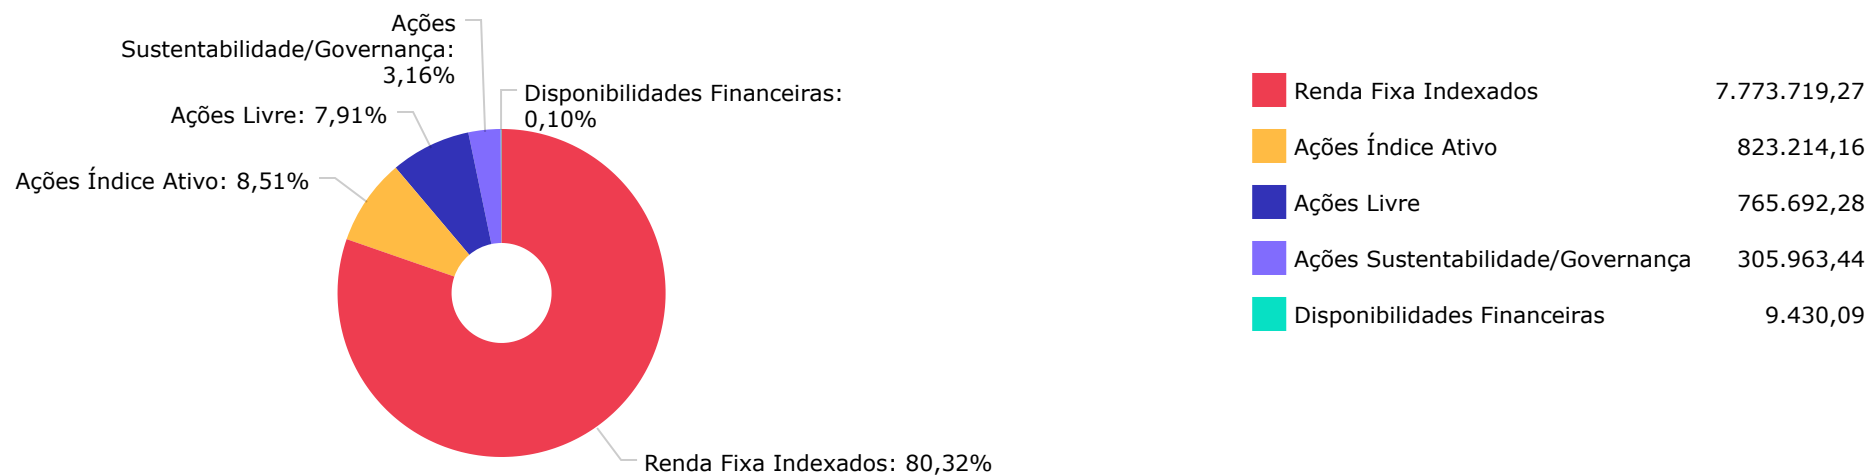 Ações
Sustentabilidade/Governança:
3,16%
Disponibilidades Financeiras:
0,10%
Ações Livre: 7,91%
Ações Índice Ativo: 8,51%
Renda Fixa Indexados: 80,32%
Renda Fixa Indexados 7.773.719,27
Ações Índice Ativo 823.214,16
Ações Livre 765.692,28
Ações Sustentabilidade/Governança 305.963,44
Disponibilidades Financeiras 9.430,09